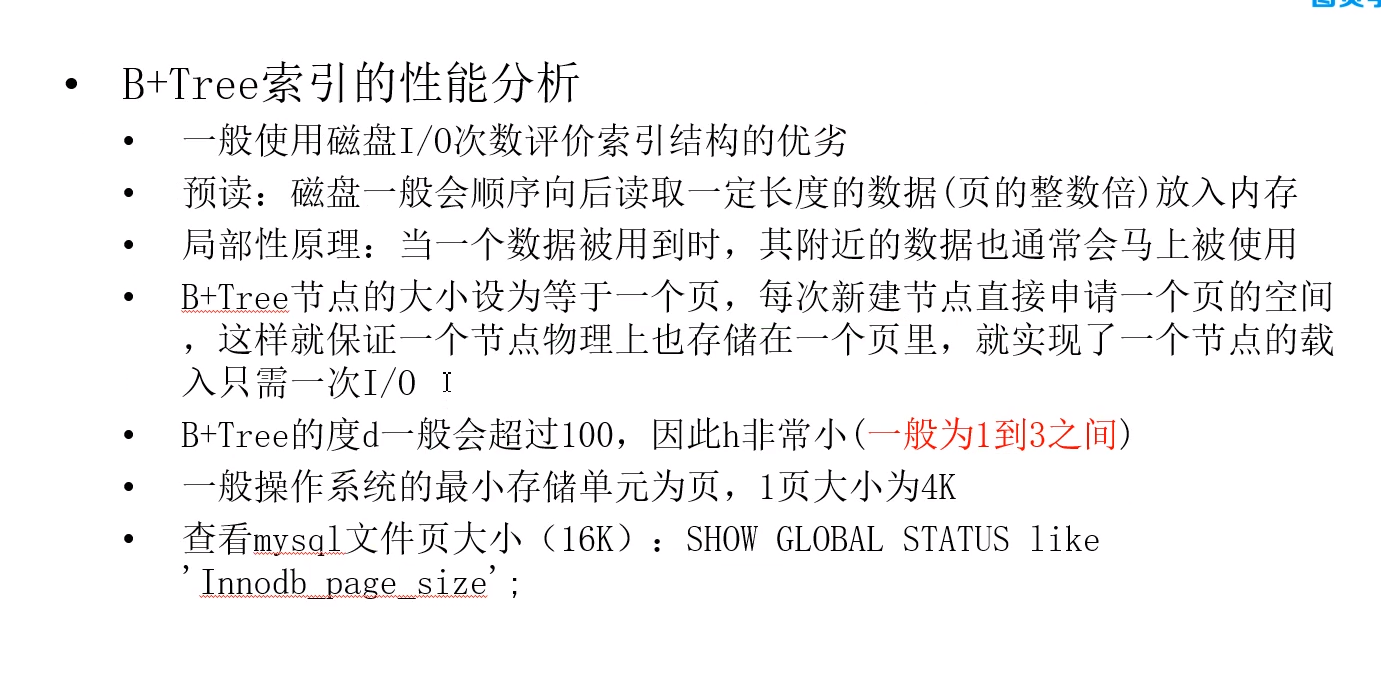 • B+Tree索引的性能分析
• 一般使用磁盘I/O次数评价索引结构的优劣
• 预读：磁盘一般会顺序向后读取一定长度的数据(页的整数倍)放入内存
• 局部性原理：当一个数据被用到时，其附近的数据也通常会马上被使用
• B+Tree节点的大小设为等于一个页，每次新建节点直接申请一个页的空间
，这样就保证一个节点物理上也存储在一个页里，就实现了一个节点的载
入只需一次I/O
• B+Tree的度d一般会超过100，因此h非常小(一般为1到3之间)
• 一般操作系统的最小存储单元为页，1页大小为4K
• 查看mysql文件页大小（16K）：SHOW GLOBAL STATUS like
'Innodb_page_size';